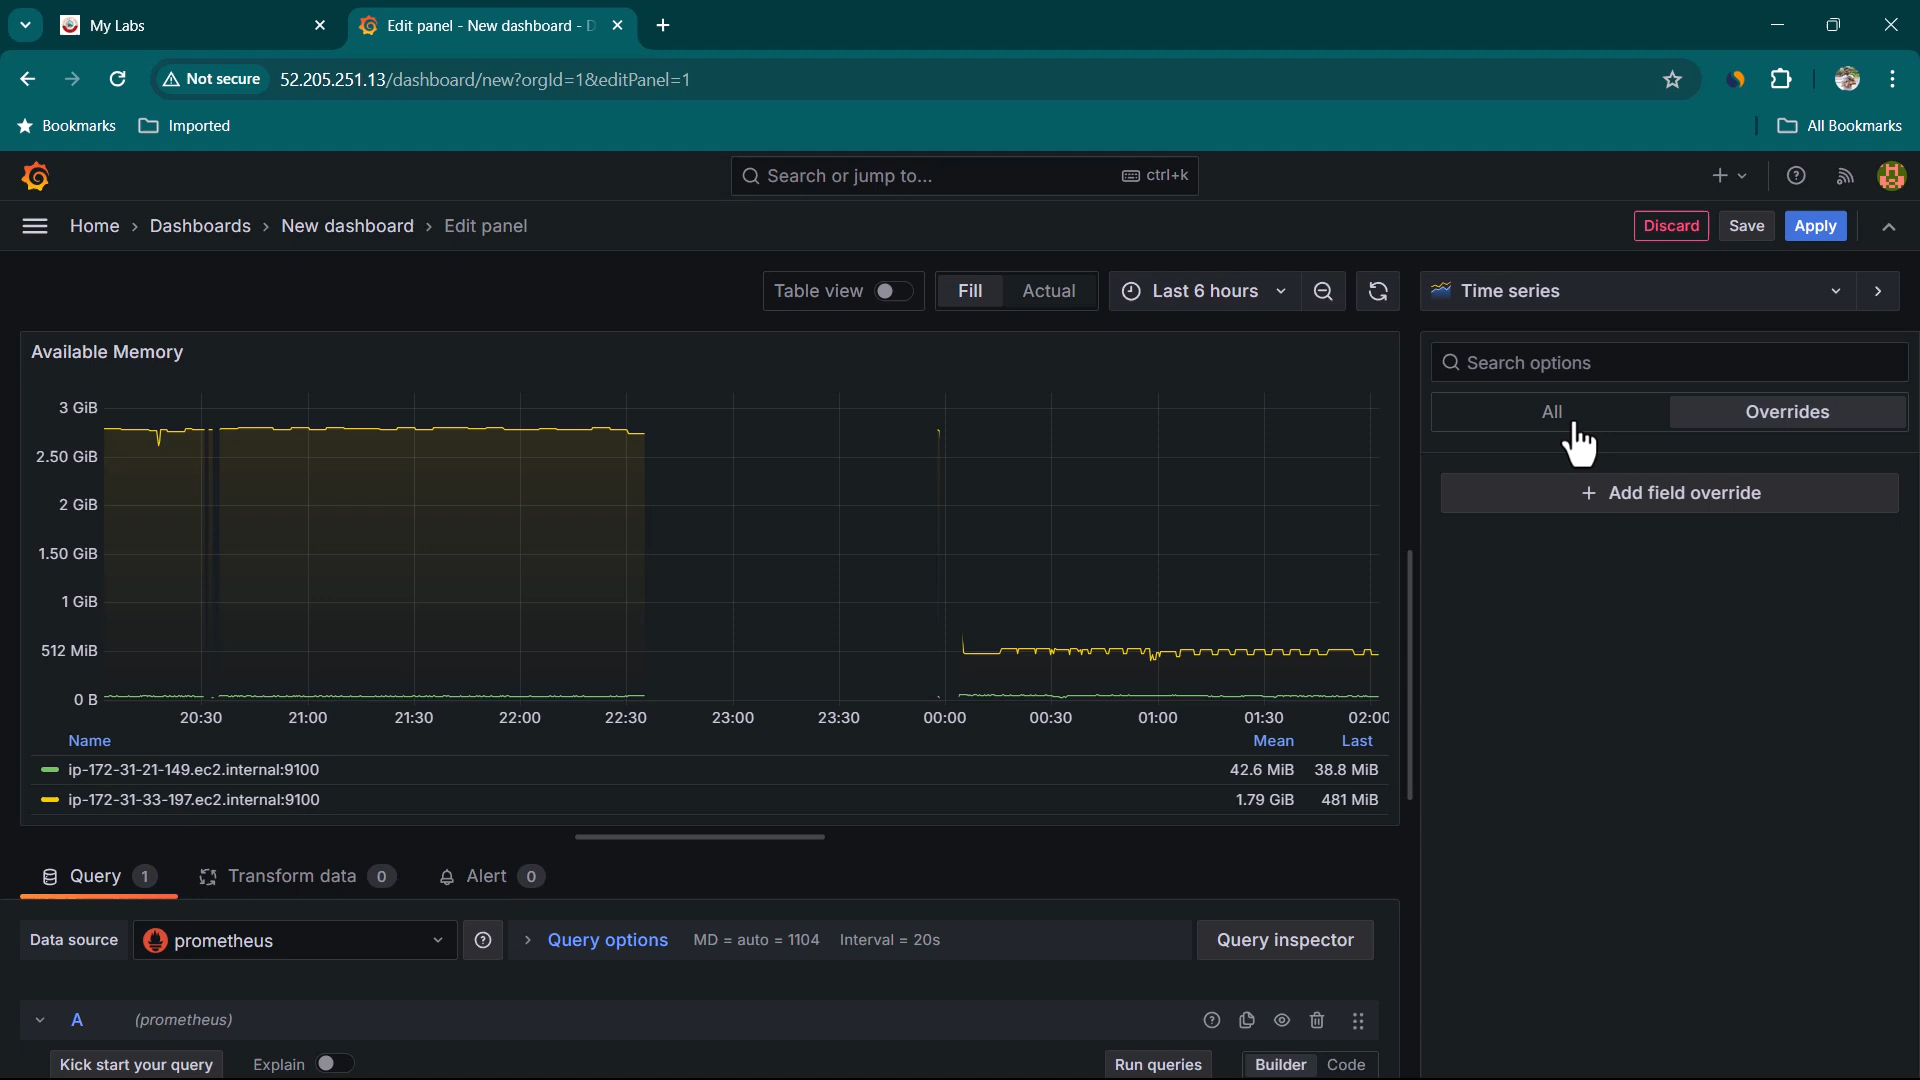 My Labs
Edit panel - New dashboard - D
Not secure
52.205.251.13/dashboard/new?orgId=1&editPanel=1
Bookmarks
Imported
All Bookmarks
Search or jump to...
ctrl+k
Home › Dashboards › New dashboard › Edit panel
Discard
Save
Apply
Table view
Fill
Actual
Last 6 hours
Time series
Available Memory
Search options
All
Overrides
+ Add field override
3 GiB
2.50 GiB
2 GiB
1.50 GiB
1 GiB
512 MiB
0 B
20:30 21:00 21:30 22:00 22:30 23:00 23:30 00:00 00:30 01:00 01:30 02:00
Name Mean Last
ip-172-31-21-149.ec2.internal:9100 42.6 MiB 38.8 MiB
ip-172-31-33-197.ec2.internal:9100 1.79 GiB 481 MiB
Query 1
Transform data 0
Alert 0
Data source
prometheus
Query options
MD = auto = 1104
Interval = 20s
Query inspector
A
(prometheus)
Kick start your query
Explain
Run queries
Builder
Code